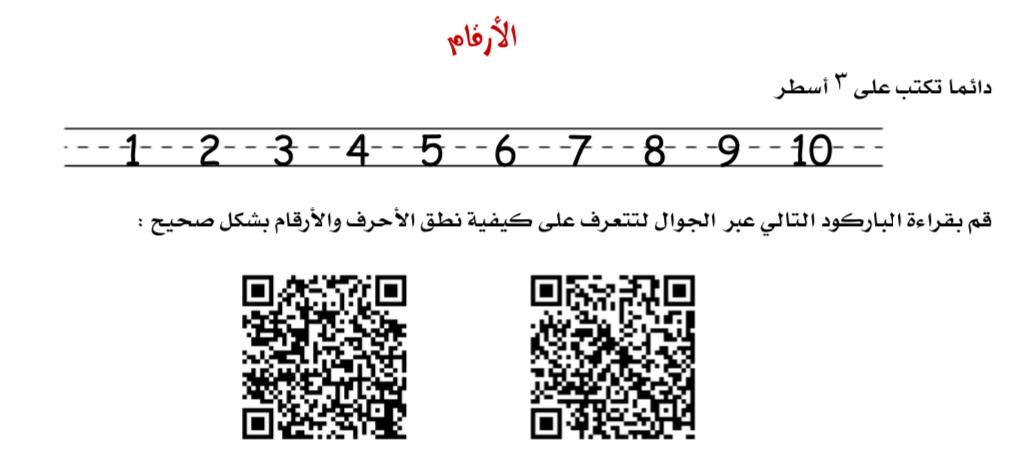 الأرقام
دائما تكتب على ٣ أسطر
1 2 3 4 5 6 7 8 9 10
قم بقراءة الباركود التالي عبر الجوال لتتعرف على كيفية نطق الأحرف والأرقام بشكل صحيح :